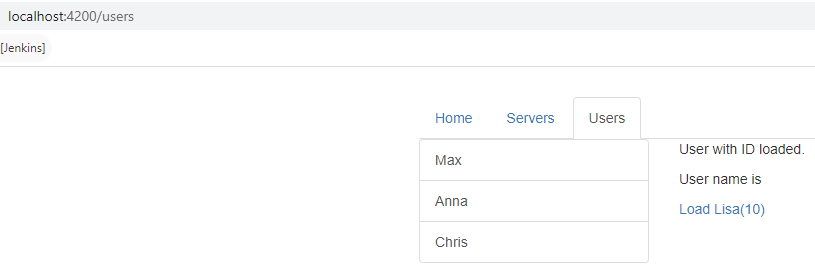 localhost:4200/users
[Jenkins]
Home Servers Users
Max
Anna
Chris
User with ID loaded.
User name is
Load Lisa(10)